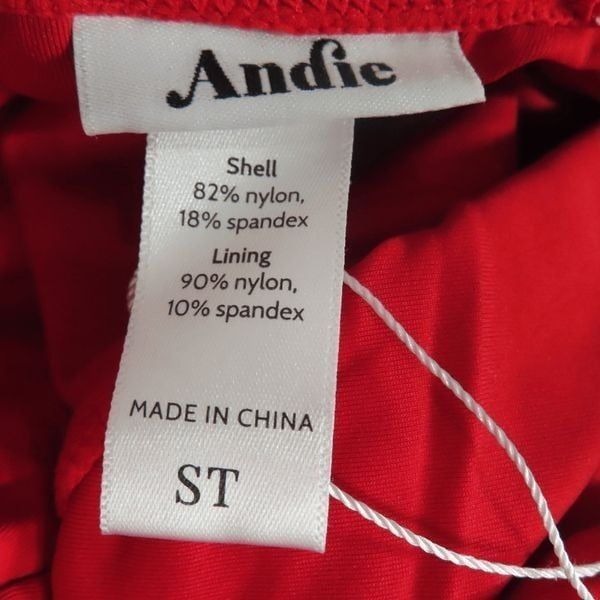 Andie
Shell
82% nylon,
18% spandex
Lining
90% nylon,
10% spandex
MADE IN CHINA
ST